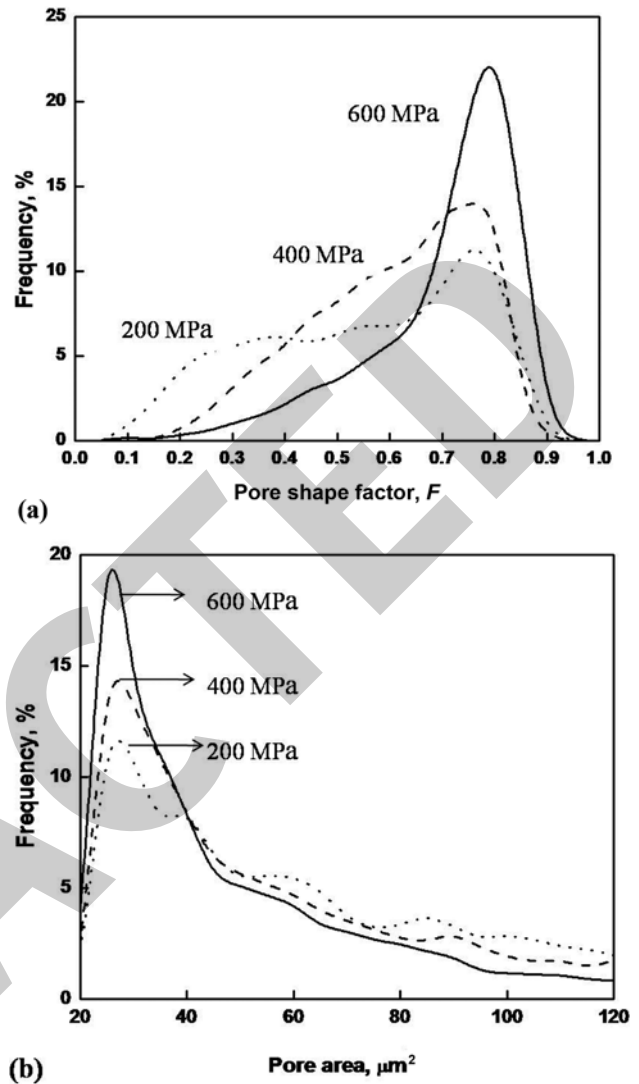 25
20
15
10
5
0
Frequency, %
600 MPa
400 MPa
200 MPa
0.0 0.1 0.2 0.3 0.4 0.5 0.6 0.7 0.8 0.9 1.0
Pore shape factor, F
(a)
20
15
10
5
0
Frequency, %
600 MPa
400 MPa
200 MPa
20 40 60 80 100 120
Pore area, μm²
(b)
ACTED